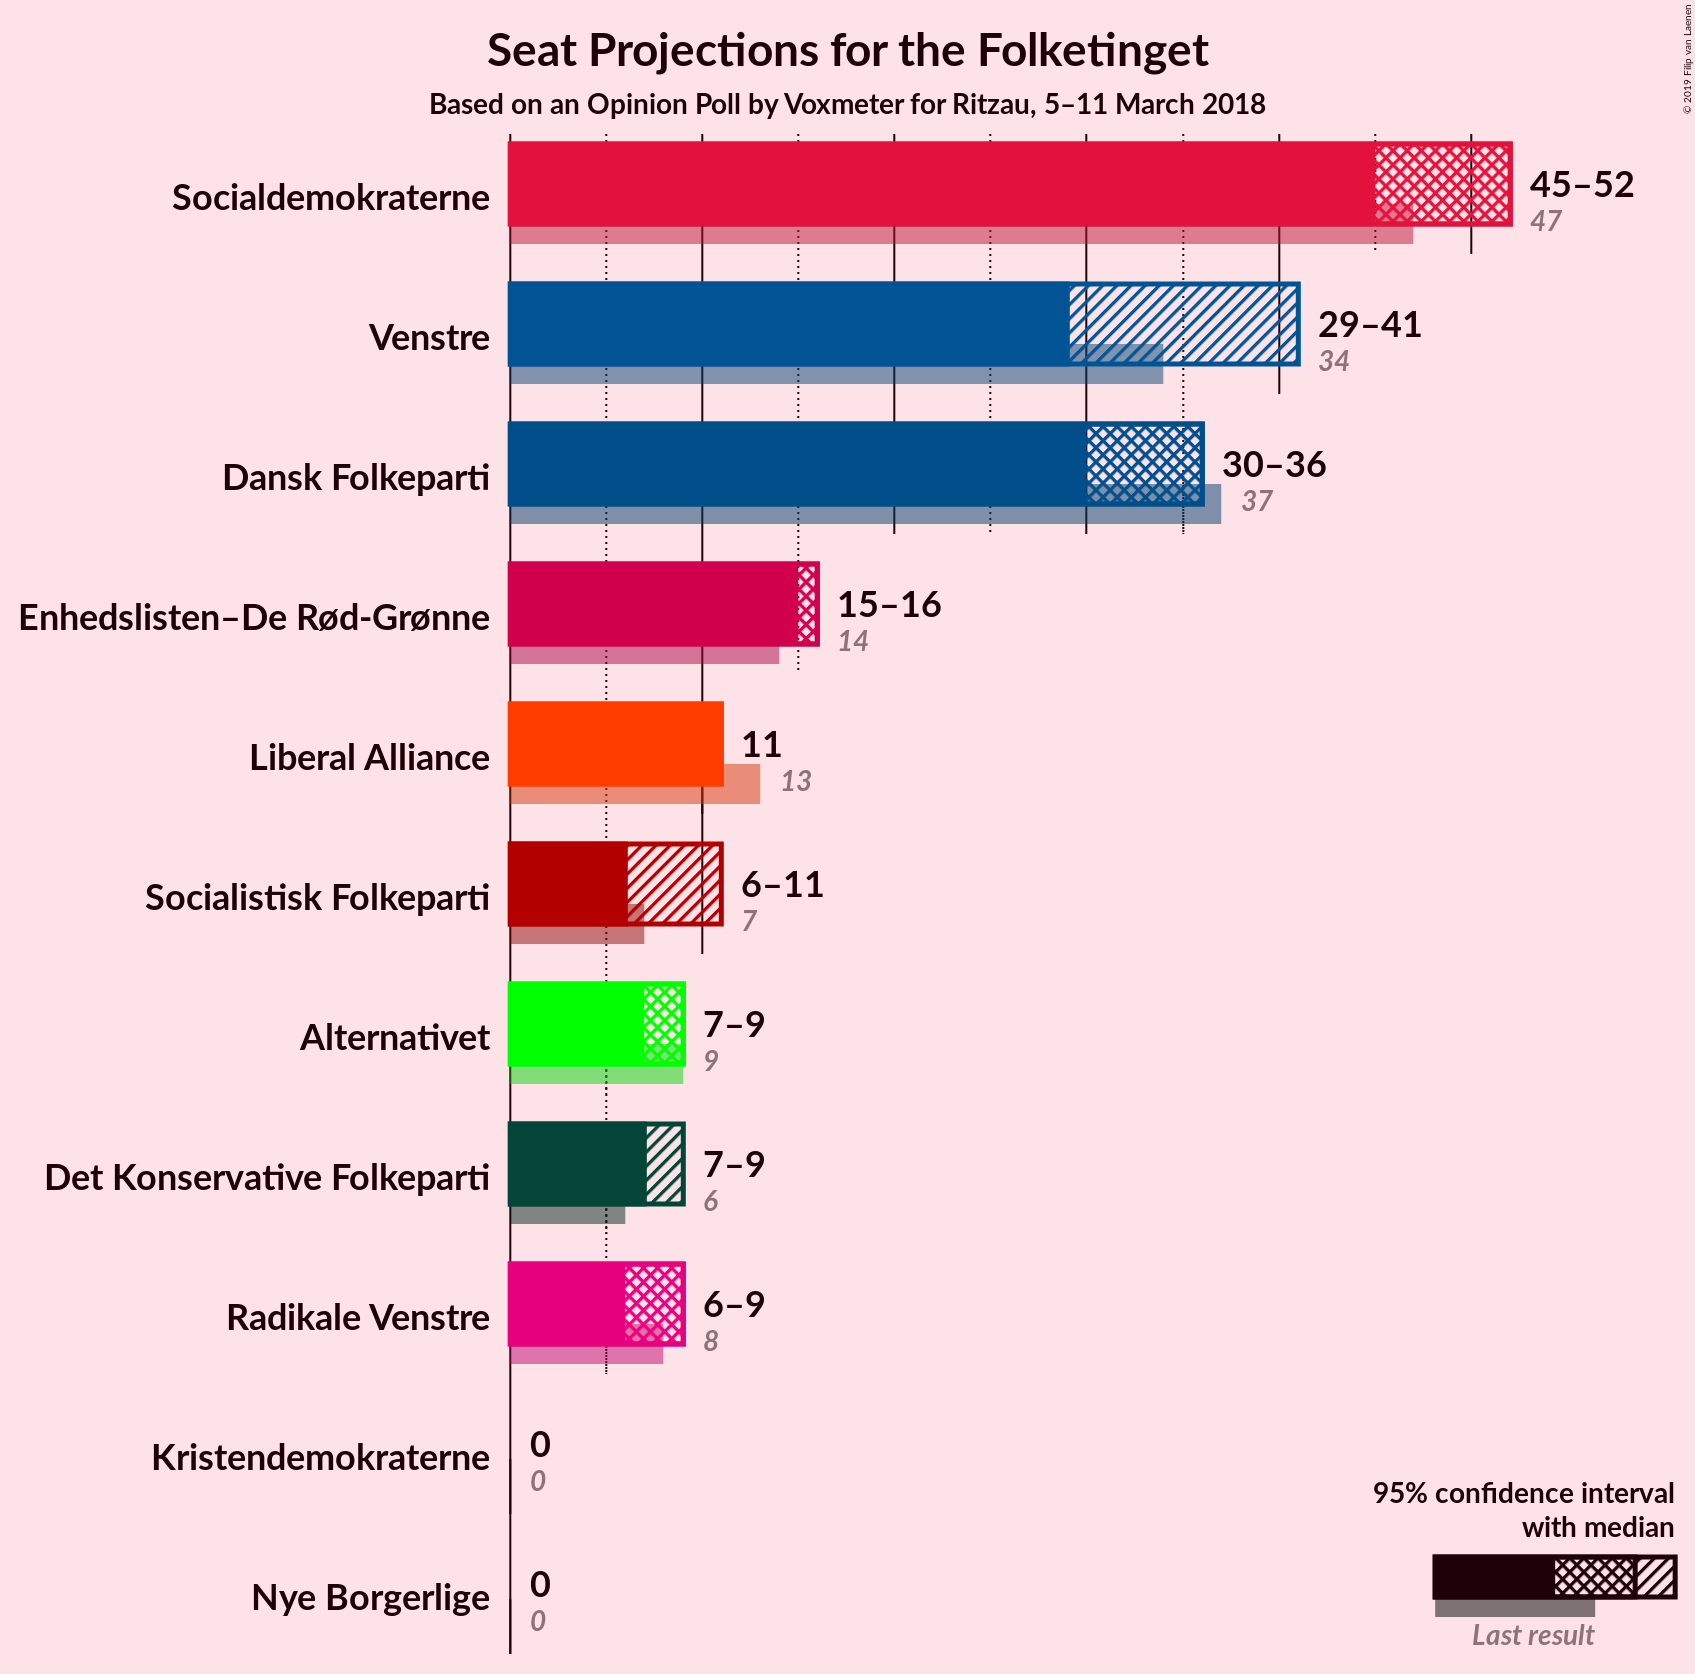 Seat Projections for the Folketinget
Based on an Opinion Poll by Voxmeter for Ritzau, 5–11 March 2018
© 2019 Filip van Laenen
Socialdemokraterne
45–52
47
Venstre
29–41
34
Dansk Folkeparti
30–36
37
Enhedslisten–De Rød-Grønne
15–16
14
Liberal Alliance
11
13
Socialistisk Folkeparti
6–11
7
Alternativet
7–9
9
Det Konservative Folkeparti
7–9
6
Radikale Venstre
6–9
8
Kristendemokraterne
0
0
Nye Borgerlige
0
0
95% confidence interval
with median
Last result